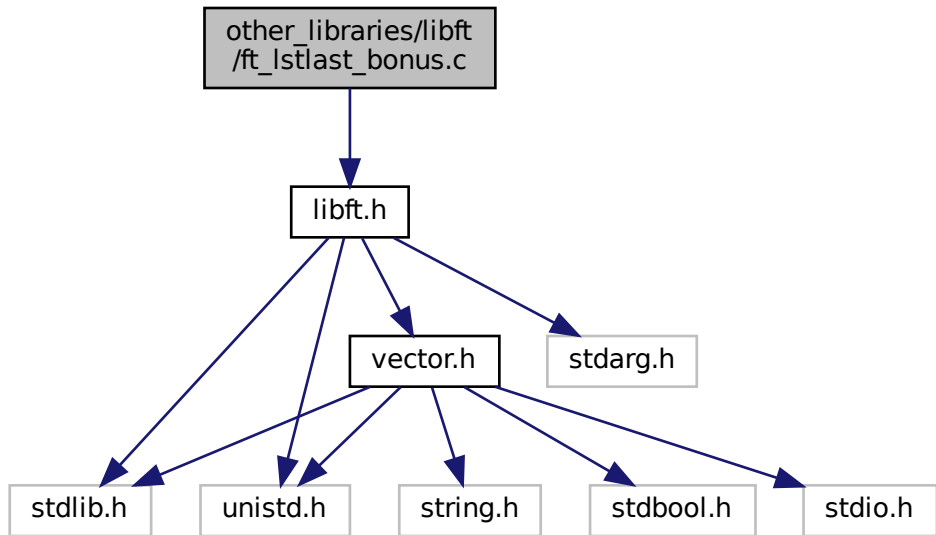 other_libraries/libft
/ft_lstlast_bonus.c
libft.h
vector.h
stdarg.h
stdlib.h
unistd.h
string.h
stdbool.h
stdio.h